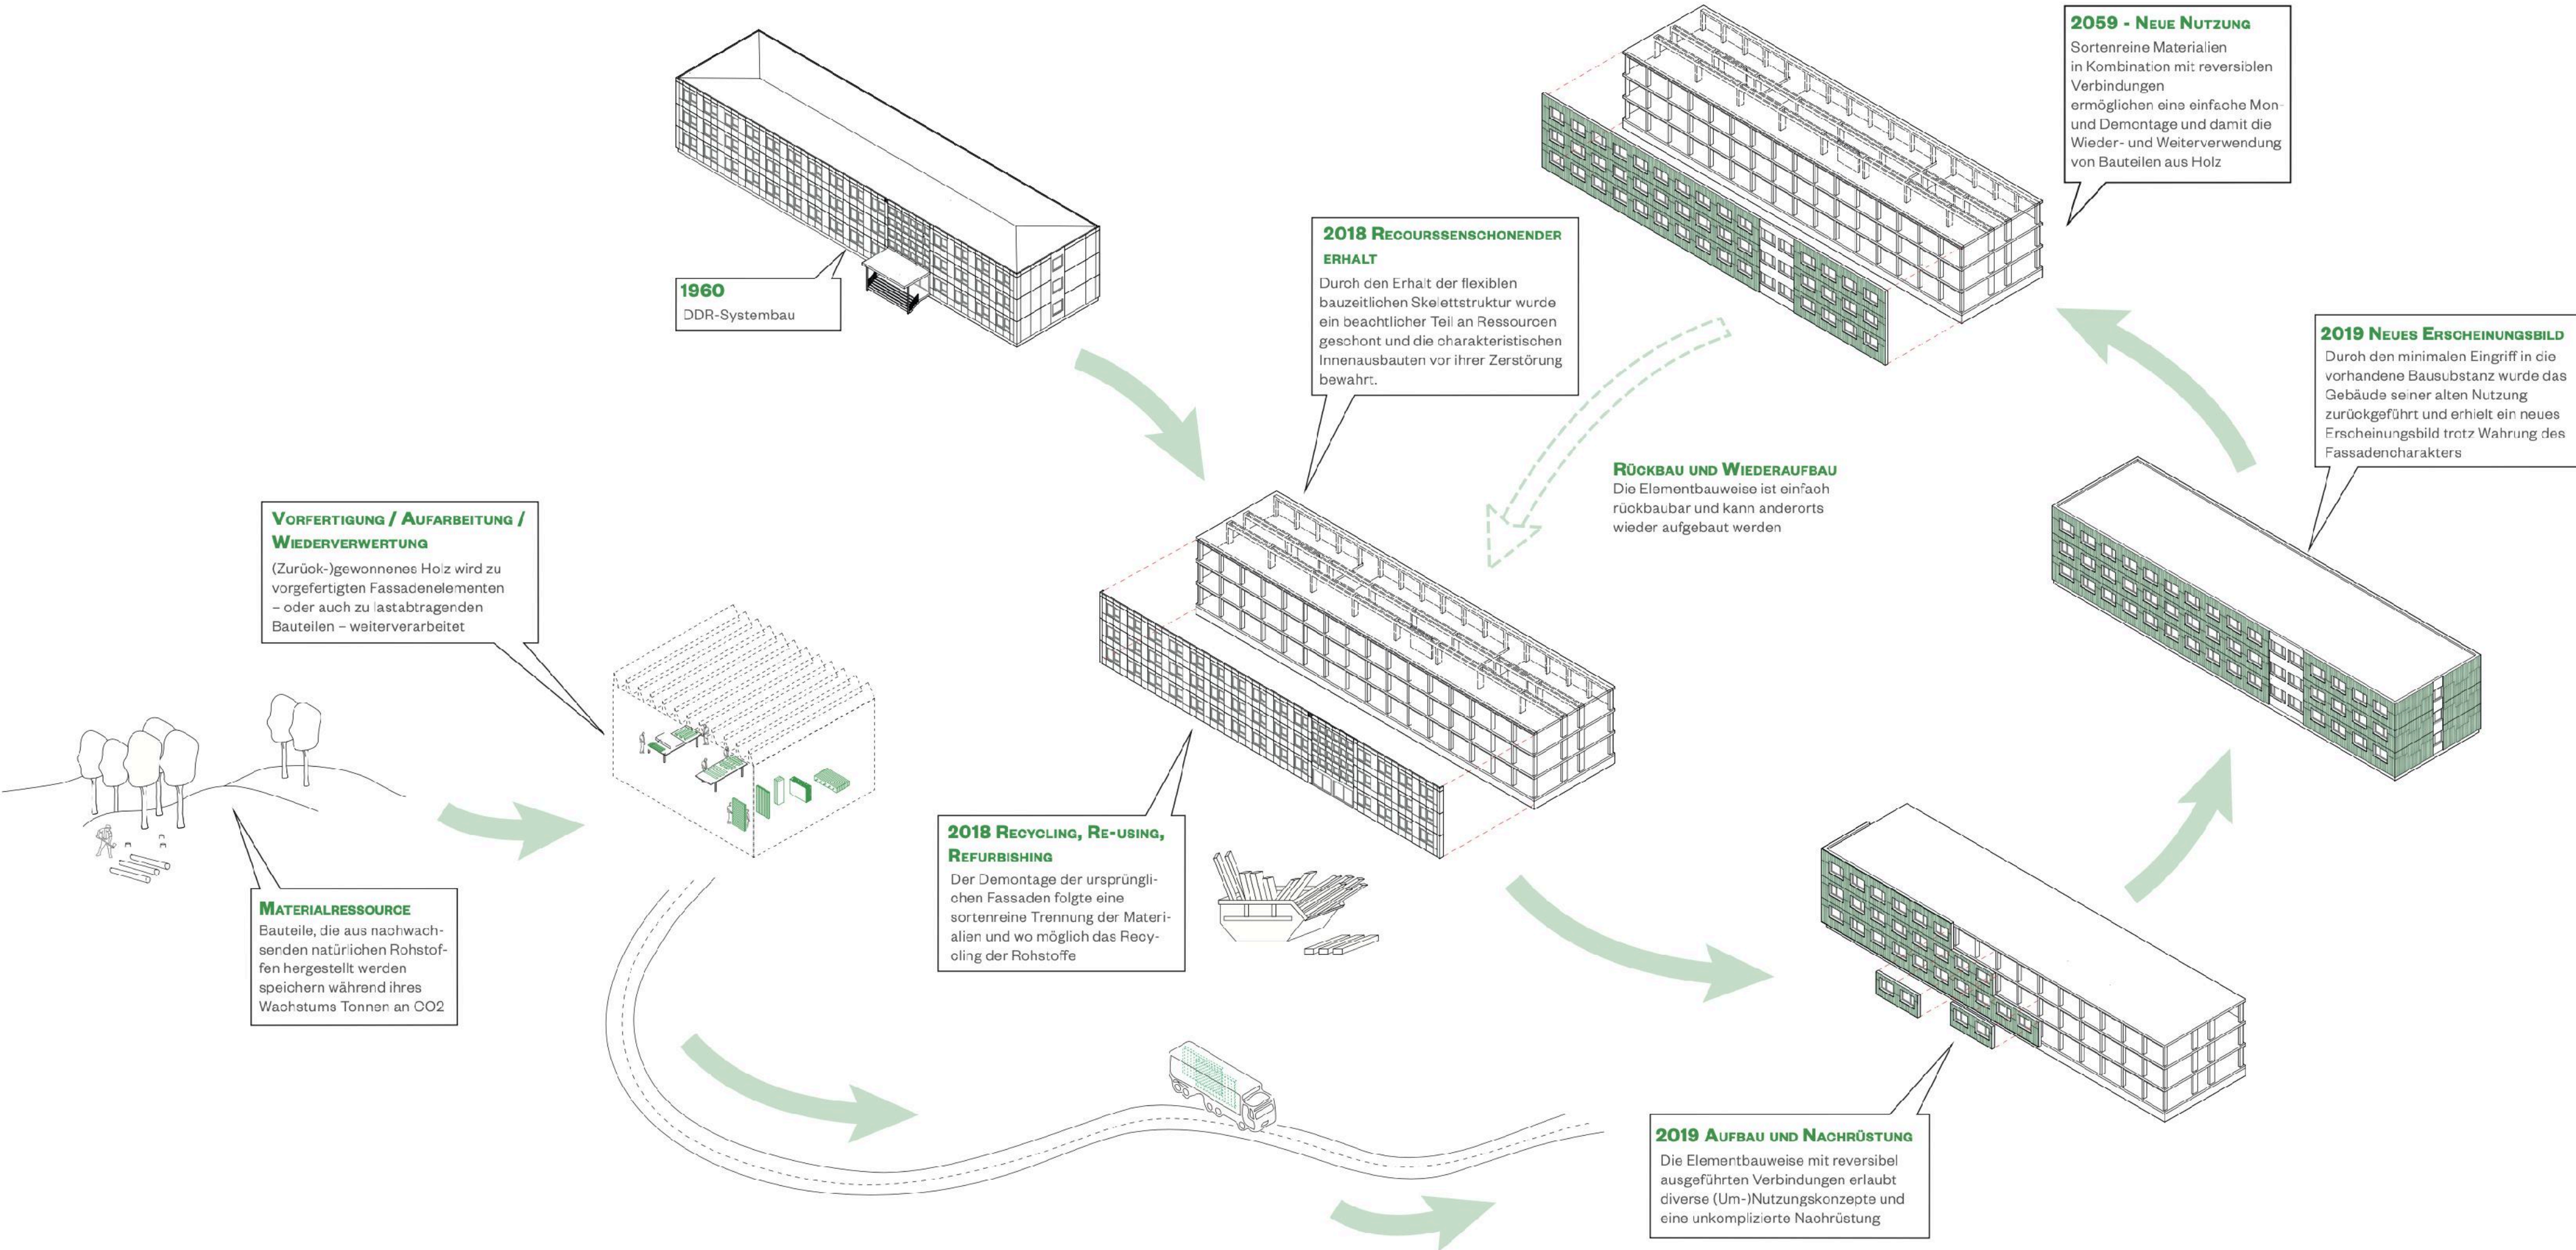 1960
DDR-Systembau
2018 Recourssenschonender
erhalt
Durch den Erhalt der flexiblen
bauzeitlichen Skelettstruktur wurde
ein beachtlicher Teil an Ressourcen
geschont und die charakteristischen
Innenausbauten vor ihrer Zerstörung
bewahrt.
2059 - Neue Nutzung
Sortenreine Materialien
in Kombination mit reversiblen
Verbindungen
ermöglichen eine einfache Mon-
und Demontage und damit die
Wieder- und Weiterverwendung
von Bauteilen aus Holz
2019 Neues Erscheinungsbild
Durch den minimalen Eingriff in die
vorhandene Bausubstanz wurde das
Gebäude seiner alten Nutzung
zurückgeführt und erhielt ein neues
Erscheinungsbild trotz Wahrung des
Fassadencharakters
Rückbau und Wiederaufbau
Die Elementbauweise ist einfach
rückbaubar und kann anderorts
wieder aufgebaut werden
Vorfertigung / Aufarbeitung /
Wiederverwertung
(Zurück-)gewonnenes Holz wird zu
vorgefertigten Fassadenelementen
– oder auch zu lastabtragenden
Bauteilen – weiterverarbeitet
Materialressource
Bauteile, die aus nachwach-
senden natürlichen Rohstof-
fen hergestellt werden
speichern während ihres
Wachstums Tonnen an CO2
2018 Recycling, Re-using,
Refurbishing
Der Demontage der ursprüngli-
chen Fassaden folgte eine
sortenreine Trennung der Materi-
alien und wo möglich das Recy-
cling der Rohstoffe
2019 Aufbau und Nachrüstung
Die Elementbauweise mit reversibel
ausgeführten Verbindungen erlaubt
diverse (Um-)Nutzungskonzepte und
eine unkomplizierte Nachrüstung